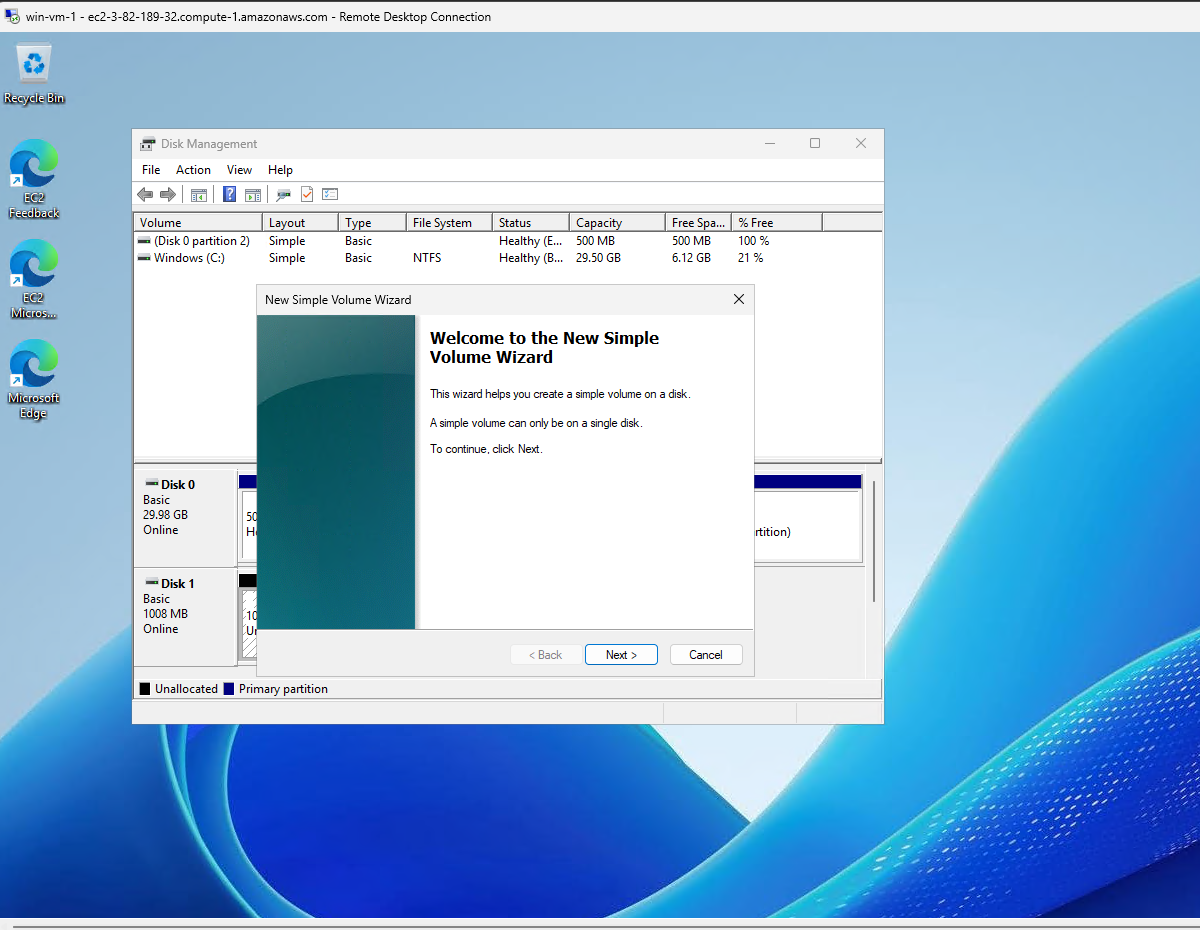 win-vm-1 - ec2-3-82-189-32.compute-1.amazonaws.com - Remote Desktop Connection
Recycle Bin
EC2
Feedback
EC2
Micros...
Microsoft
Edge
Disk Management
File Action View Help
Volume Layout Type File System Status Capacity Free Spa... % Free
(Disk 0 partition 2) Simple Basic Healthy (E... 500 MB 500 MB 100 %
Windows (C:) Simple Basic NTFS Healthy (B... 29.50 GB 6.12 GB 21 %
New Simple Volume Wizard
Welcome to the New Simple
Volume Wizard
This wizard helps you create a simple volume on a disk.
A simple volume can only be on a single disk.
To continue, click Next.
< Back Next > Cancel
Disk 0
Basic
29.98 GB
Online
50
He
rtition)
Disk 1
Basic
1008 MB
Online
10
Un
Unallocated Primary partition